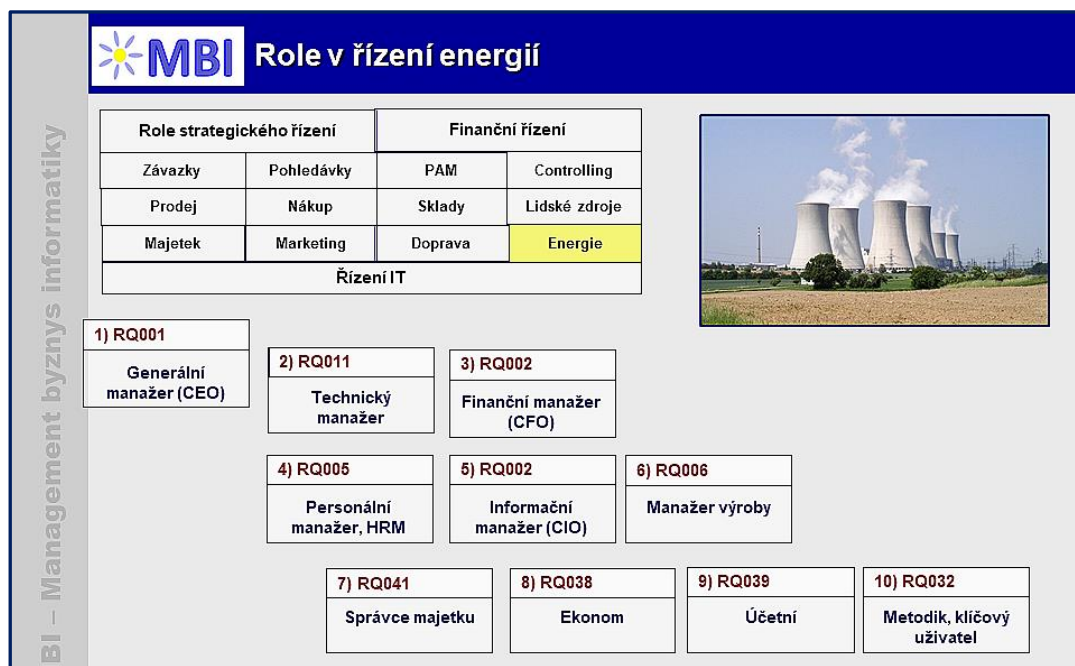 MBI
Role v řízení energií
Role strategického řízení
Finanční řízení
Závazky
Pohledávky
PAM
Controlling
Prodej
Nákup
Sklady
Lidské zdroje
Majetek
Marketing
Doprava
Energie
Řízení IT
BI – Management byznys informatiky
1) RQ001
Generální
manažer (CEO)
2) RQ011
Technický
manažer
3) RQ002
Finanční manažer
(CFO)
4) RQ005
Personální
manažer, HRM
5) RQ002
Informační
manažer (CIO)
6) RQ006
Manažer výroby
7) RQ041
Správce majetku
8) RQ038
Ekonom
9) RQ039
Účetní
10) RQ032
Metodik, klíčový
uživatel